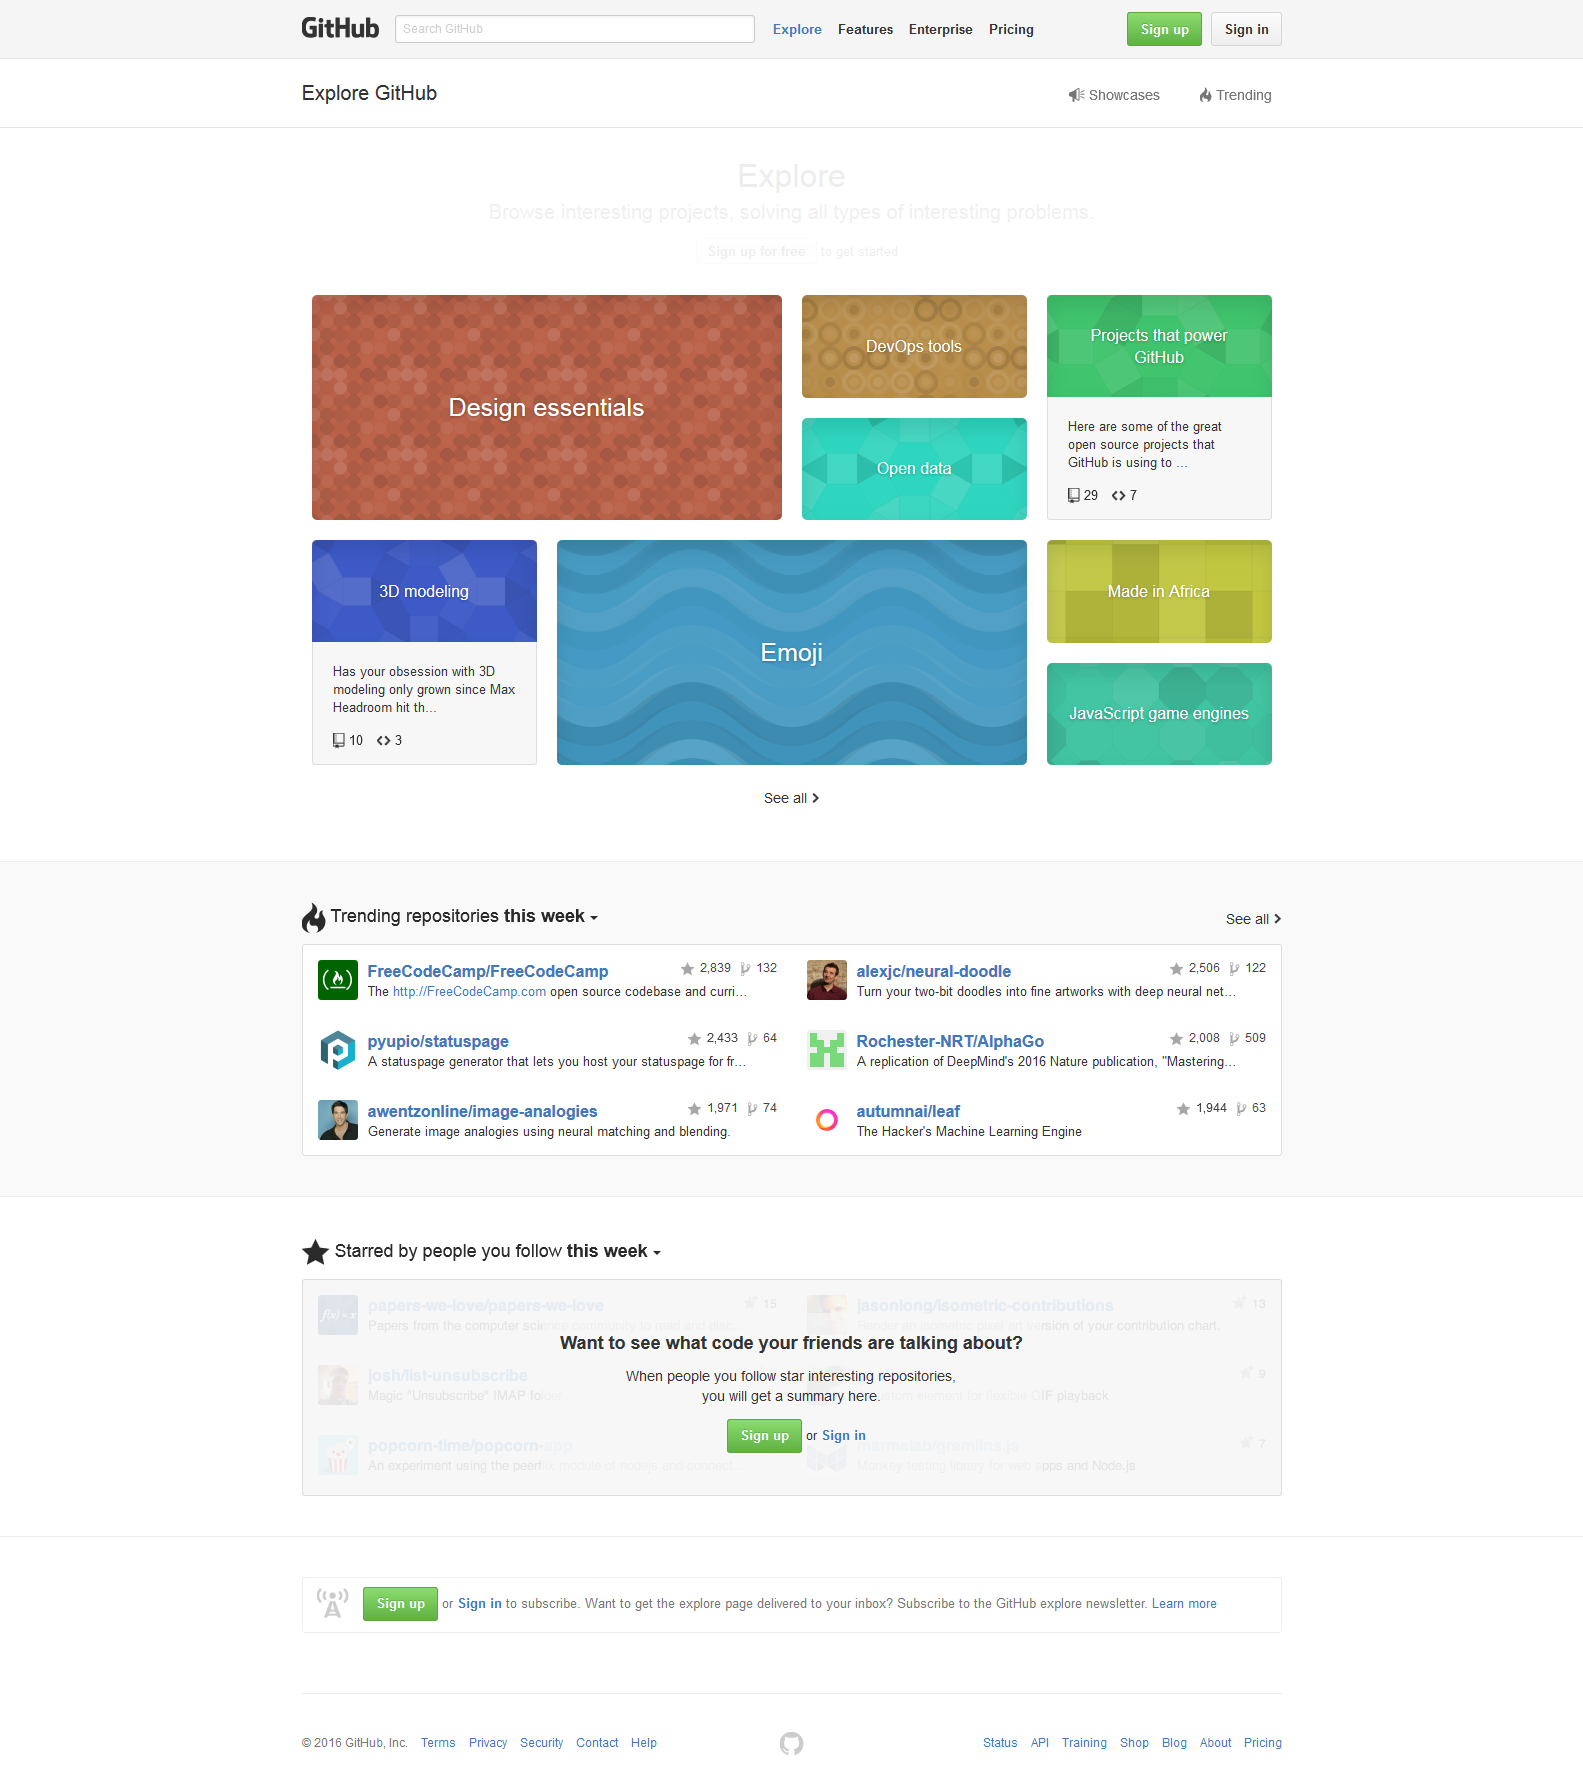 GitHub
Search GitHub
Explore Features Enterprise Pricing
Sign up
Sign in
Explore GitHub
Showcases
Trending
Explore
Browse interesting projects, solving all types of interesting problems.
Sign up for free to get started
Design essentials
DevOps tools
Open data
Projects that power
GitHub
Here are some of the great
open source projects that
GitHub is using to ...
29 7
3D modeling
Has your obsession with 3D
modeling only grown since Max
Headroom hit th...
10 3
Emoji
Made in Africa
JavaScript game engines
See all
Trending repositories this week
See all
FreeCodeCamp/FreeCodeCamp 2,839 132
The http://FreeCodeCamp.com open source codebase and curri...
alexjc/neural-doodle 2,506 122
Turn your two-bit doodles into fine artworks with deep neural net...
pyupio/statuspage 2,433 64
A statuspage generator that lets you host your statuspage for fr...
Rochester-NRT/AlphaGo 2,008 509
A replication of DeepMind's 2016 Nature publication, "Mastering...
awentzonline/image-analogies 1,971 74
Generate image analogies using neural matching and blending.
autumnai/leaf 1,944 63
The Hacker's Machine Learning Engine
Starred by people you follow this week
f(x) = x
papers-we-love/papers-we-love 15
Papers from the computer science community to read and disc...
jasonlong/isometric-contributions 13
Render an isometric pixel an version of your contribution chart.
josh/list-unsubscribe
Magic "Unsubscribe" IMAP folder
9
custom element for flexible GIF playback
popcorn-time/popcorn-app
An experiment using the peerflix module of nodejs and connect...
marmelab/gremlins.js 7
Monkey testing library for web apps and Node.js
Want to see what code your friends are talking about?
When people you follow star interesting repositories,
you will get a summary here.
Sign up or Sign in
Sign up or Sign in to subscribe. Want to get the explore page delivered to your inbox? Subscribe to the GitHub explore newsletter. Learn more
© 2016 GitHub, Inc. Terms Privacy Security Contact Help
Status API Training Shop Blog About Pricing